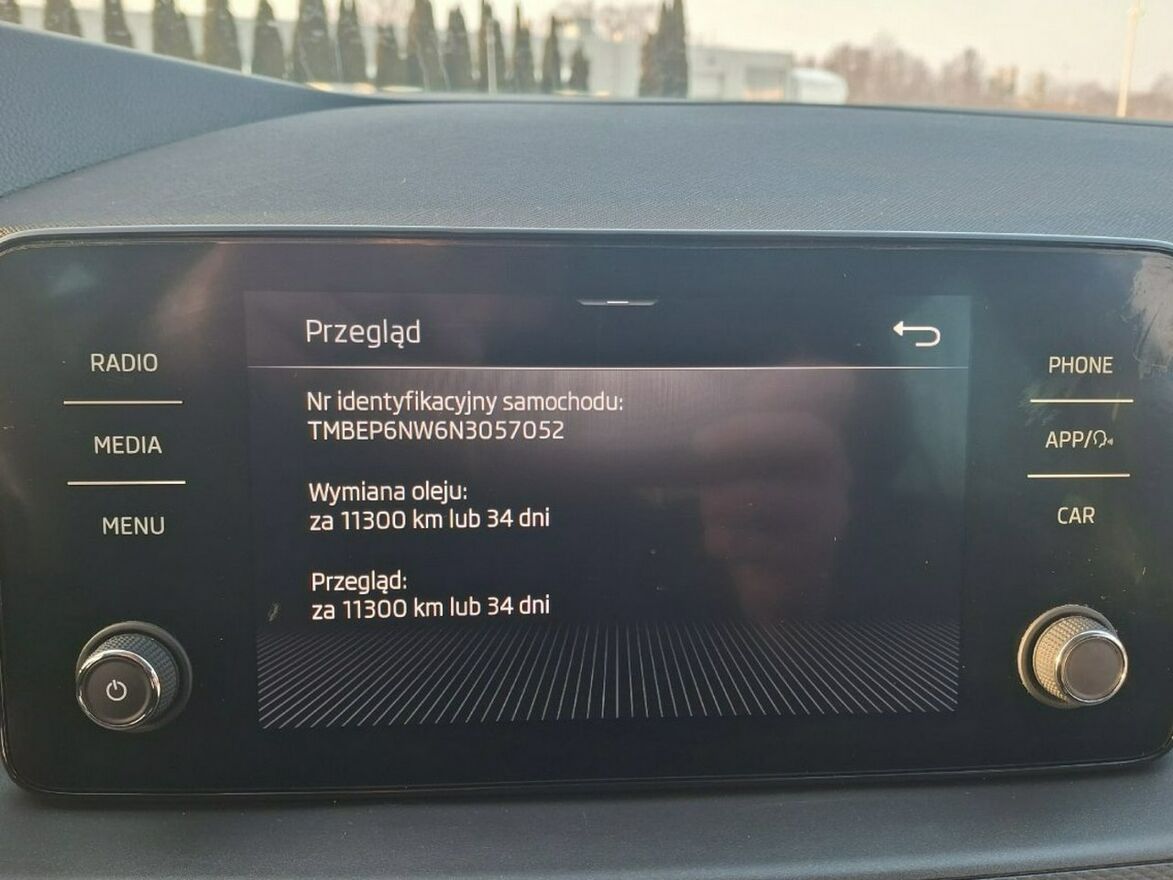 Przegląd
RADIO
MEDIA
MENU
Nr identyfikacyjny samochodu:
TMBEP6NW6N3057052
Wymiana oleju:
za 11300 km lub 34 dni
Przegląd:
za 11300 km lub 34 dni
PHONE
APP/
CAR